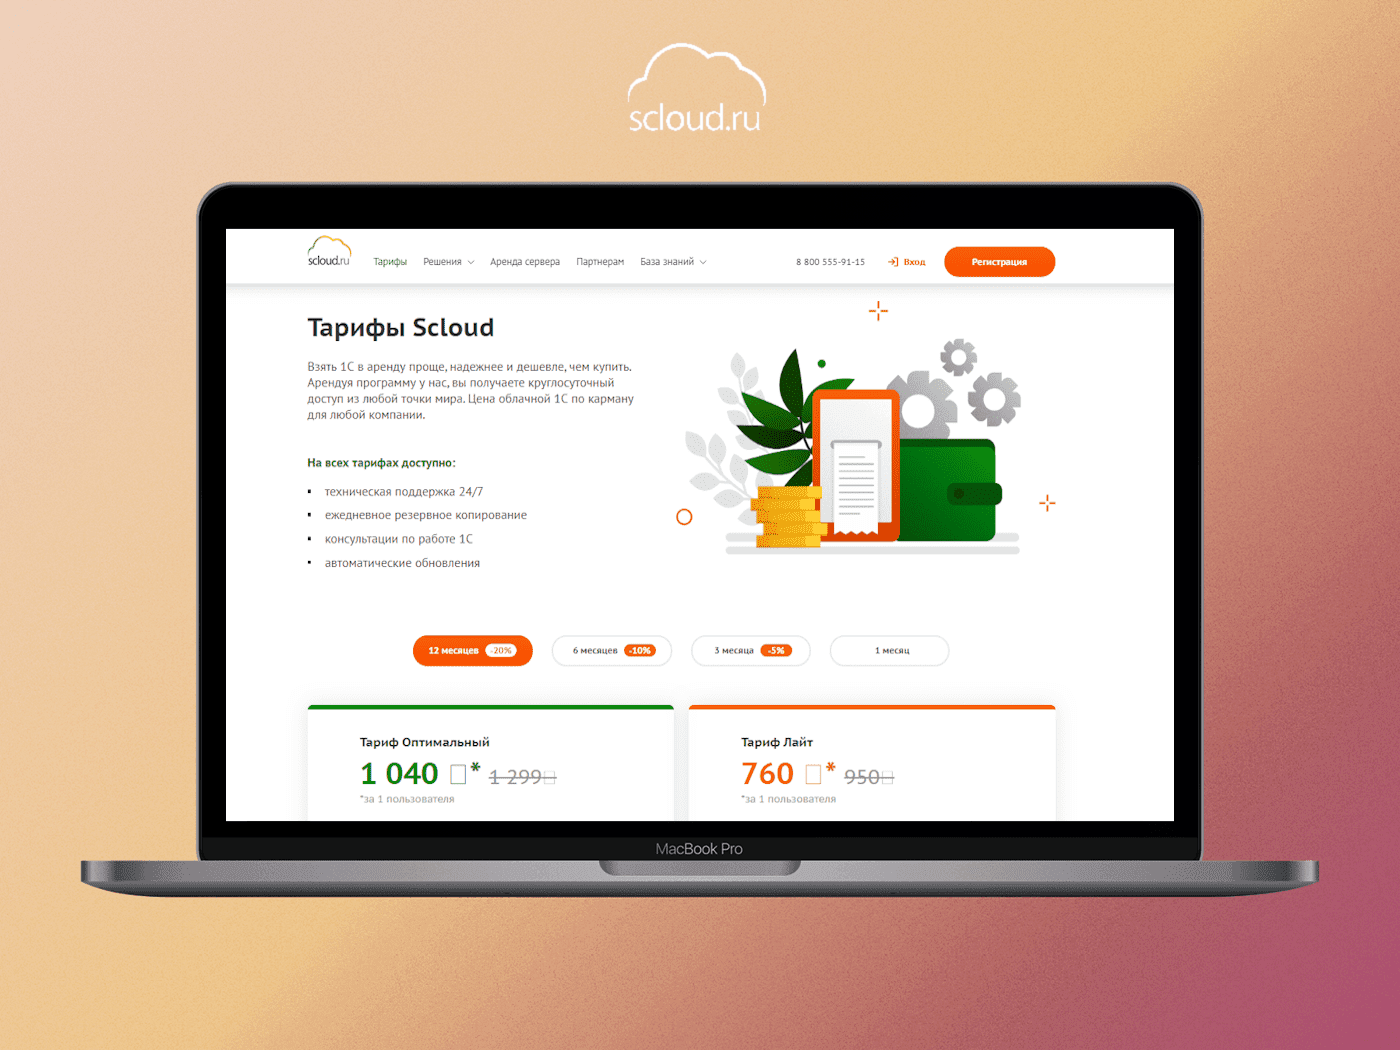 scloud.ru
scloud.ru
Тарифы
Решения
Аренда сервера
Партнерам
База знаний
8 800 555-91-15
Вход
Регистрация
Тарифы Scloud
Взять 1С в аренду проще, надежнее и дешевле, чем купить.
Арендуя программу у нас, вы получаете круглосуточный
доступ из любой точки мира. Цена облачной 1С по карману
для любой компании.
На всех тарифах доступно:
техническая поддержка 24/7
ежедневное резервное копирование
консультации по работе 1С
автоматические обновления
12 месяцев -20%
6 месяцев -10%
3 месяца -5%
1 месяц
Тариф Оптимальный
1 040 □* 1 299□
*за 1 пользователя
Тариф Лайт
760 □* 950□
*за 1 пользователя
MacBook Pro